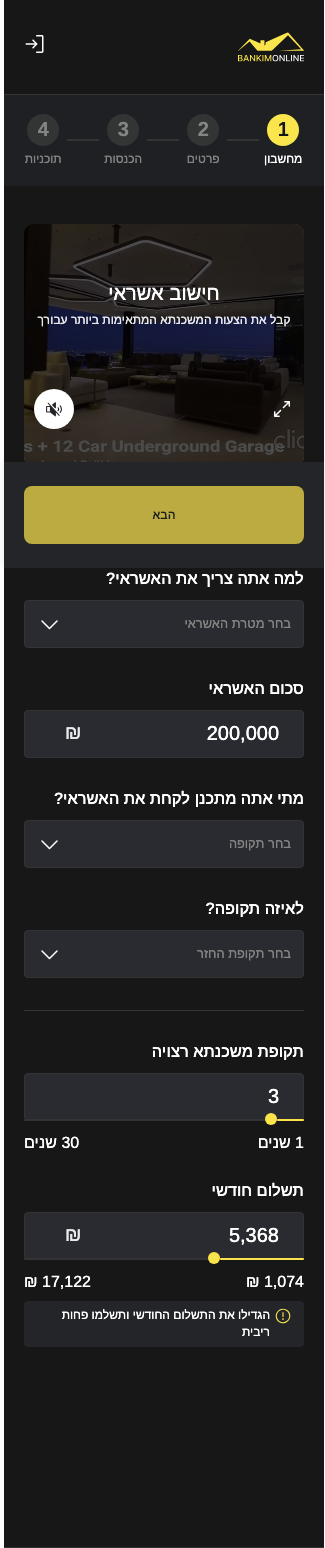 BANKIMONLINE
1
2
3
4
מחשבון
פרטים
הכנסות
תוכניות
חישוב אשראי
קבל את הצעות המשכנתא המתאימות ביותר עבורך
s + 12 Car Underground Garage
clic
הבא
למה אתה צריך את האשראי?
בחר מטרת האשראי
סכום האשראי
200,000 ₪
מתי אתה מתכנן לקחת את האשראי?
בחר תקופה
לאיזה תקופה?
בחר תקופת החזר
תקופת משכנתא רצויה
3
1 שנים
30 שנים
תשלום חודשי
5,368 ₪
1,074 ₪
17,122 ₪
הגדילו את התשלום החודשי ותשלמו פחות
ריבית